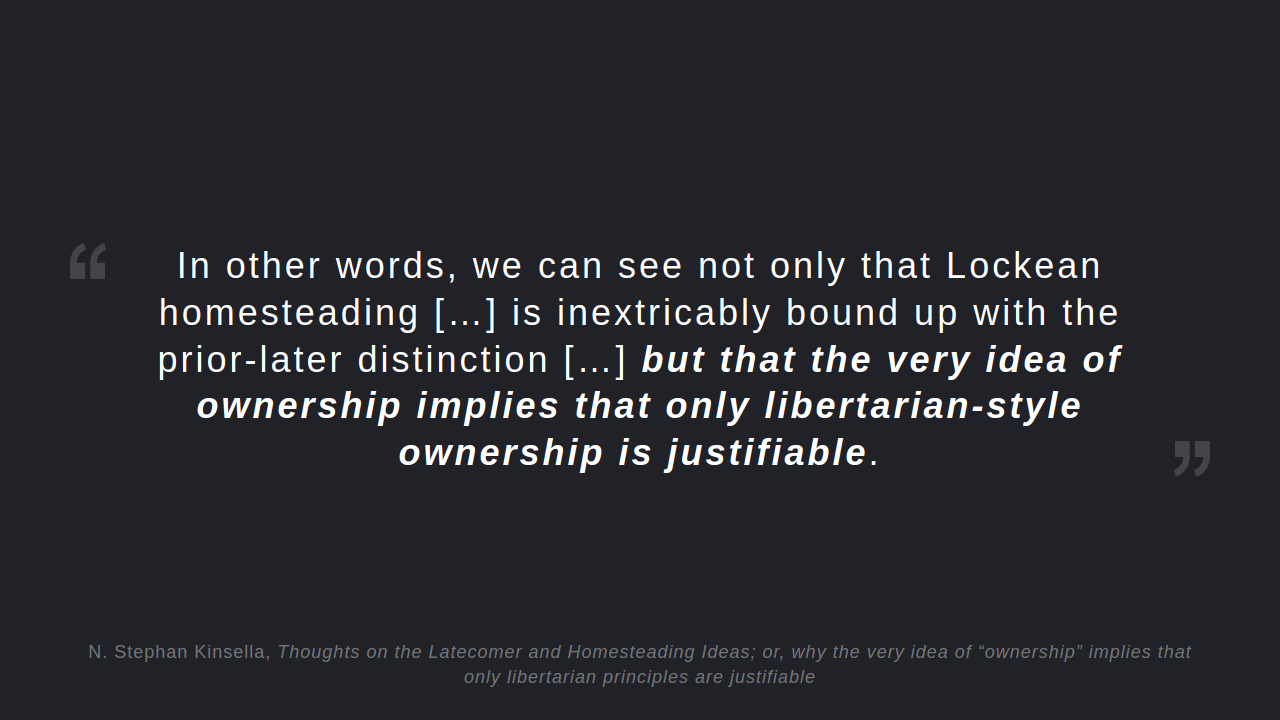 “ In other words, we can see not only that Lockean
homesteading […] is inextricably bound up with the
prior-later distinction […] but that the very idea of
ownership implies that only libertarian-style
ownership is justifiable. ”
N. Stephan Kinsella, Thoughts on the Latecomer and Homesteading Ideas; or, why the very idea of “ownership” implies that
only libertarian principles are justifiable